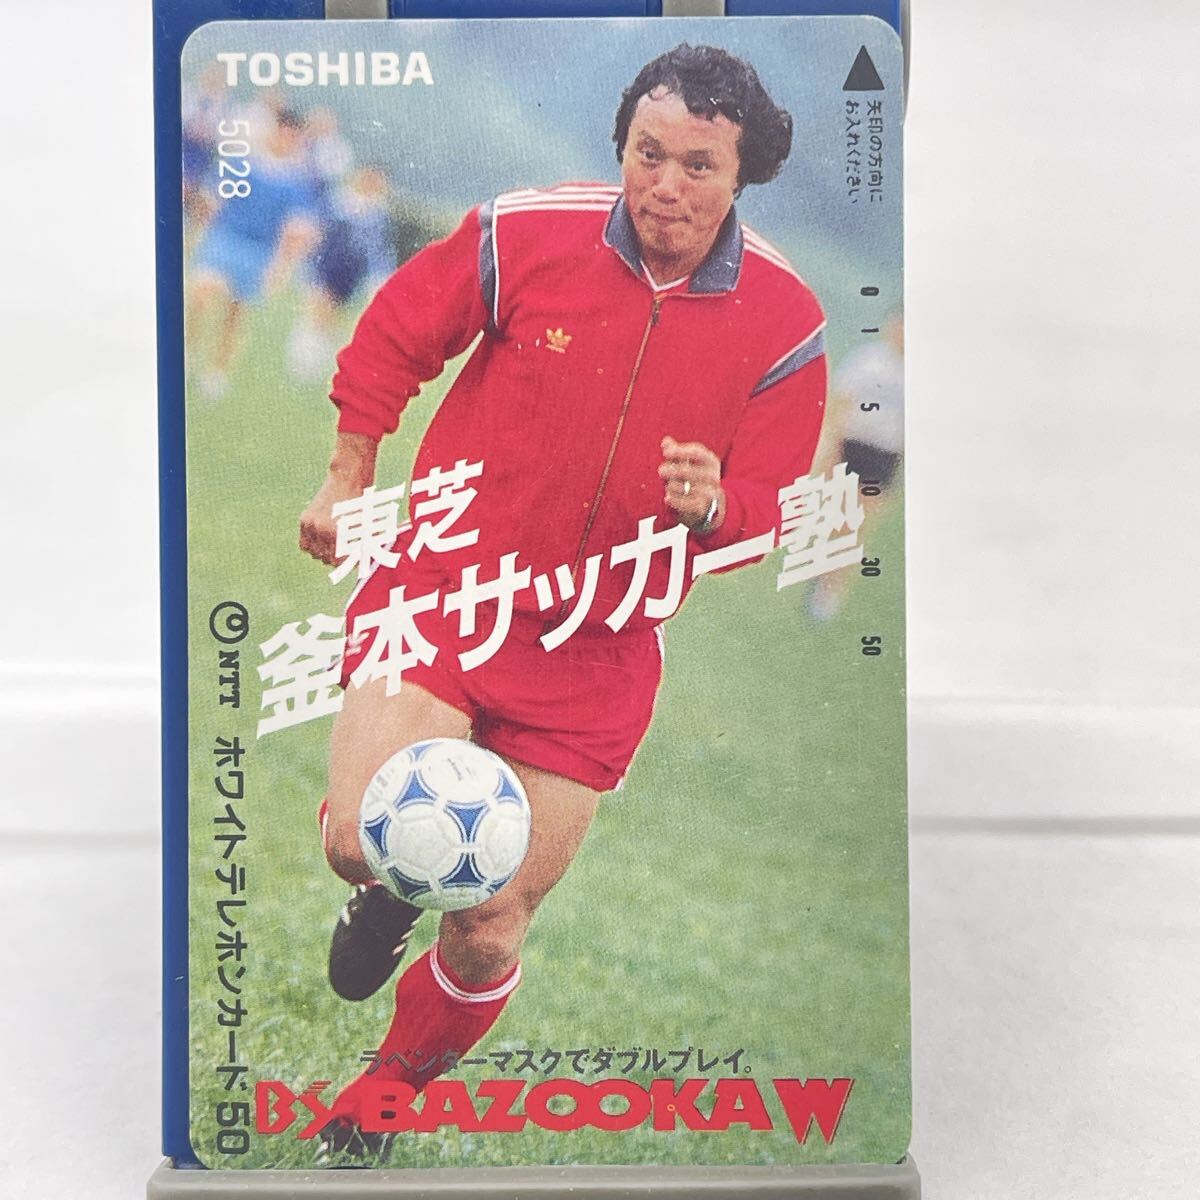 TOSHIBA
5028
矢印の方向に
お入れください
0
1
5
10
30
50
東芝
釜本サッカー塾
NTT ホワイトテレホンカード50
ラベンダーマスクでダブルプレイ。
BS BAZOOKA W